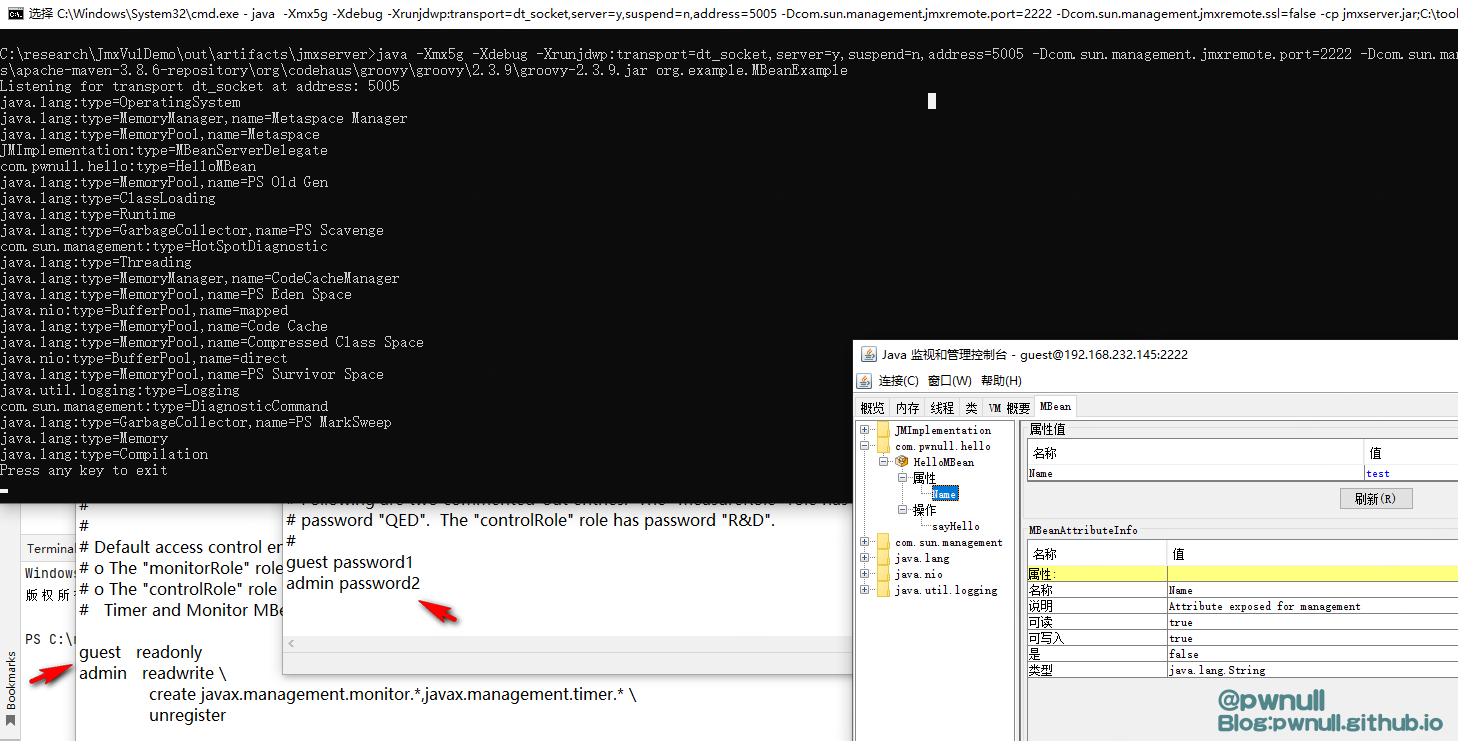 选择 C:\Windows\System32\cmd.exe - java -Xmx5g -Xdebug -Xrunjdwp:transport=dt_socket,server=y,suspend=n,address=5005 -Dcom.sun.management.jmxremote.port=2222 -Dcom.sun.management.jmxremote.ssl=false -cp jmxserver.jar;C:\tool
C:\research\JmxVulDemo\out\artifacts\jmxserver>java -Xmx5g -Xdebug -Xrunjdwp:transport=dt_socket,server=y,suspend=n,address=5005 -Dcom.sun.management.jmxremote.port=2222 -Dcom.sun.ma
s\apache-maven-3.8.6-repository\org\codehaus\groovy\groovy\2.3.9\groovy-2.3.9.jar org.example.MBeanExample
Listening for transport dt_socket at address: 5005
java.lang:type=OperatingSystem
java.lang:type=MemoryManager,name=Metaspace Manager
java.lang:type=MemoryPool,name=Metaspace
JMImplementation:type=MBeanServerDelegate
com.pwnull.hello:type=HelloMBean
java.lang:type=MemoryPool,name=PS Old Gen
java.lang:type=ClassLoading
java.lang:type=Runtime
java.lang:type=GarbageCollector,name=PS Scavenge
com.sun.management:type=HotSpotDiagnostic
java.lang:type=Threading
java.lang:type=MemoryManager,name=CodeCacheManager
java.lang:type=MemoryPool,name=PS Eden Space
java.nio:type=BufferPool,name=mapped
java.lang:type=MemoryPool,name=Code Cache
java.lang:type=MemoryPool,name=Compressed Class Space
java.nio:type=BufferPool,name=direct
java.lang:type=MemoryPool,name=PS Survivor Space
java.util.logging:type=Logging
com.sun.management:type=DiagnosticCommand
java.lang:type=GarbageCollector,name=PS MarkSweep
java.lang:type=Memory
java.lang:type=Compilation
Press any key to exit
Terminal
Windows
版权所
PS C:\
Bookmarks
#
#
# Default access control en
# o The "monitorRole" role
# o The "controlRole" role
# Timer and Monitor MBe
guest readonly
admin readwrite \
create javax.management.monitor.*,javax.management.timer.* \
unregister
# password "QED". The "controlRole" role has password "R&D".
#
guest password1
admin password2
Java 监视和管理控制台 - guest@192.168.232.145:2222
连接(C) 窗口(W) 帮助(H)
概览 内存 线程 类 VM 概要 MBean
JMImplementation
com.pwnull.hello
HelloMBean
属性
Name
操作
sayHello
com.sun.management
java.lang
java.nio
java.util.logging
属性值
名称 值
Name test
刷新(R)
MBeanAttributeInfo
名称 值
属性:
名称 Name
说明 Attribute exposed for management
可读 true
可写入 true
是 false
类型 java.lang.String
@pwnull
Blog:pwnull.github.io